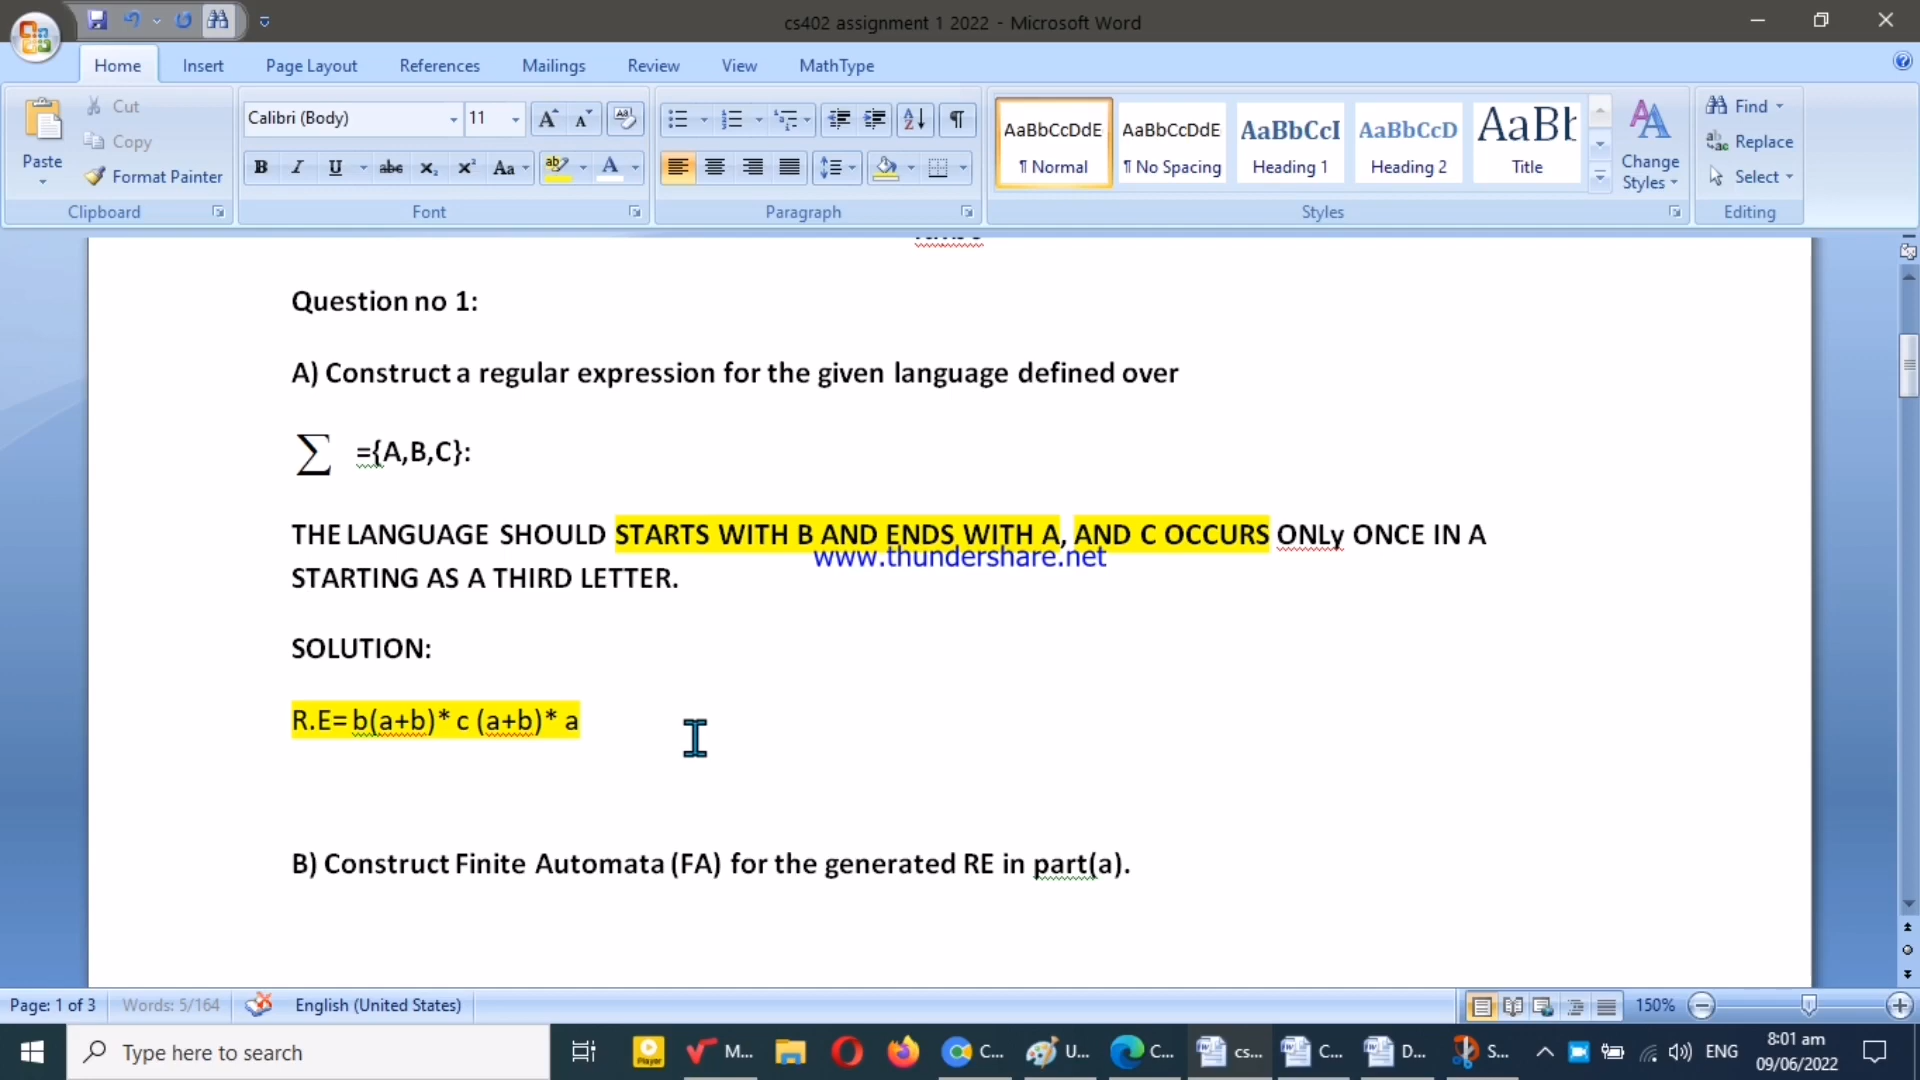 cs402 assignment 1 2022 - Microsoft Word
Home Insert Page Layout References Mailings Review View MathType
Cut
Copy
Format Painter
Paste
Clipboard
Calibri (Body) 11
B I U abc x₂ x² Aa
Font
Paragraph
AaBbCcDdE AaBbCcDdE AaBbCcI AaBbCcD
¶ Normal ¶ No Spacing Heading 1 Heading 2 Title
Change
Styles
Styles
Find
Replace
Select
Editing
Question no 1:
A) Construct a regular expression for the given language defined over
∑ ={A,B,C}:
THE LANGUAGE SHOULD STARTS WITH B AND ENDS WITH A, AND C OCCURS ONLy ONCE IN A
www.thundershare.net
STARTING AS A THIRD LETTER.
SOLUTION:
R.E= b(a+b)* c (a+b)* a
B) Construct Finite Automata (FA) for the generated RE in part(a).
Page: 1 of 3 Words: 5/164 English (United States) 150%
Type here to search M... C... U... C... cs... C... D... S... ENG
8:01 am
09/06/2022